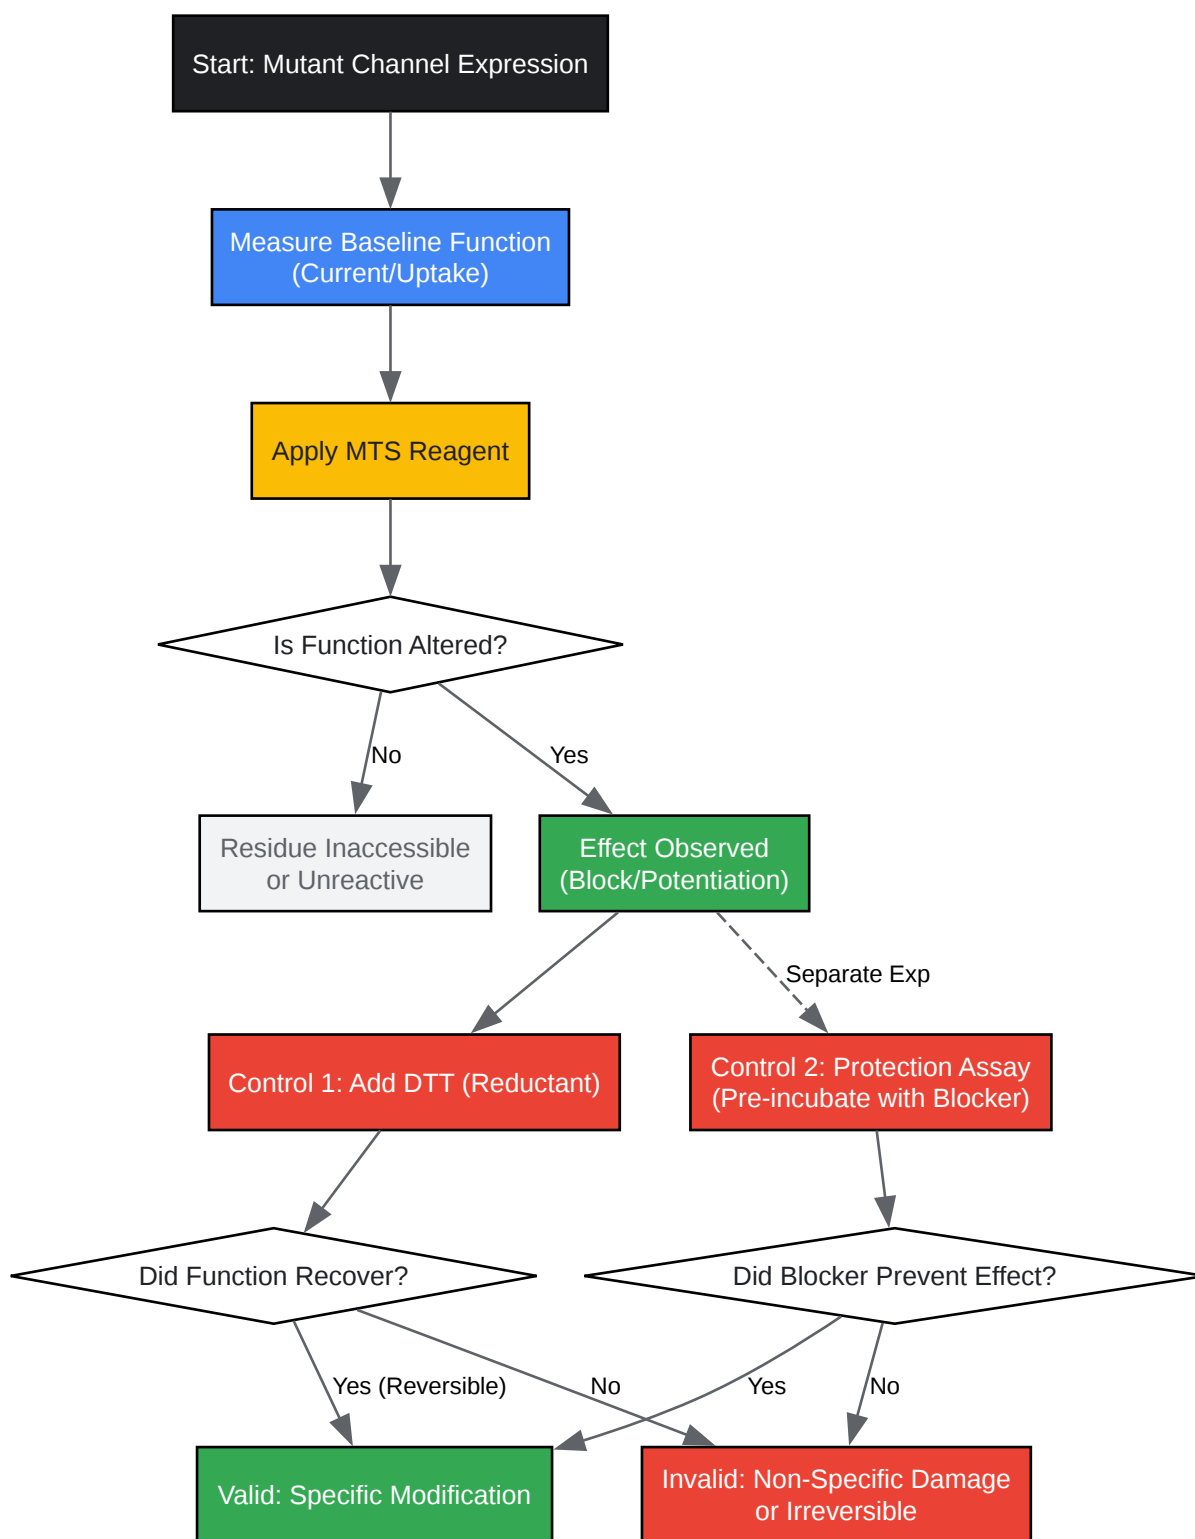 Start: Mutant Channel Expression
Measure Baseline Function
(Current/Uptake)
Apply MTS Reagent
Is Function Altered?
No
Yes
Residue Inaccessible
or Unreactive
Effect Observed
(Block/Potentiation)
Separate Exp
Control 1: Add DTT (Reductant)
Control 2: Protection Assay
(Pre-incubate with Blocker)
Did Function Recover?
Did Blocker Prevent Effect?
Yes (Reversible)
No
Yes
No
Valid: Specific Modification
Invalid: Non-Specific Damage
or Irreversible